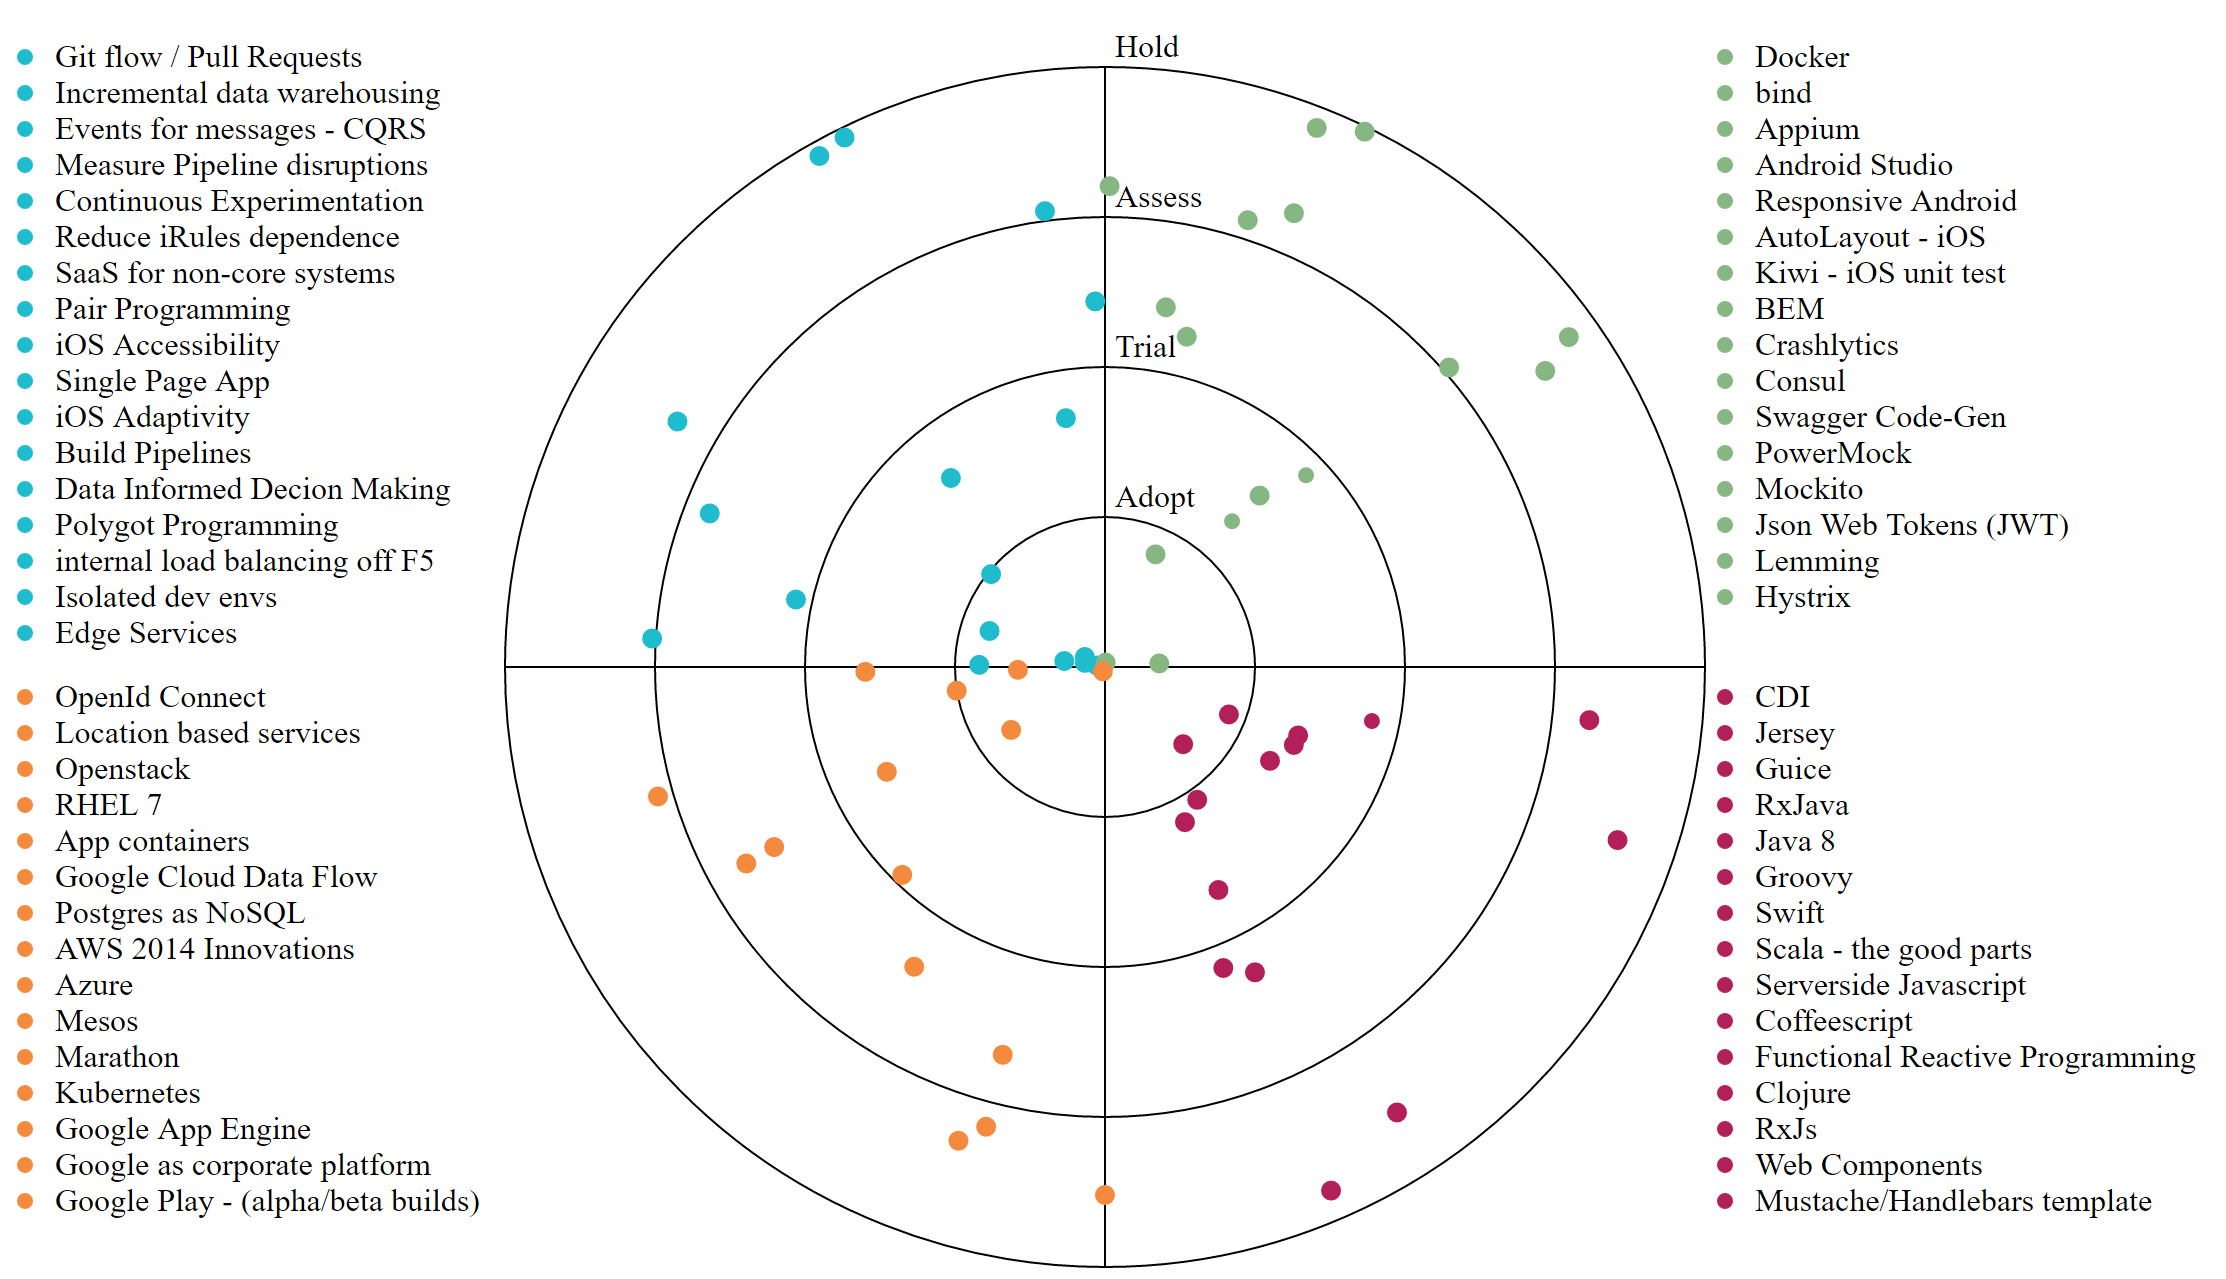 Git flow / Pull Requests
Incremental data warehousing
Events for messages - CQRS
Measure Pipeline disruptions
Continuous Experimentation
Reduce iRules dependence
SaaS for non-core systems
Pair Programming
iOS Accessibility
Single Page App
iOS Adaptivity
Build Pipelines
Data Informed Decion Making
Polygot Programming
internal load balancing off F5
Isolated dev envs
Edge Services
OpenId Connect
Location based services
Openstack
RHEL 7
App containers
Google Cloud Data Flow
Postgres as NoSQL
AWS 2014 Innovations
Azure
Mesos
Marathon
Kubernetes
Google App Engine
Google as corporate platform
Google Play - (alpha/beta builds)
Hold
Assess
Trial
Adopt
Docker
bind
Appium
Android Studio
Responsive Android
AutoLayout - iOS
Kiwi - iOS unit test
BEM
Crashlytics
Consul
Swagger Code-Gen
PowerMock
Mockito
Json Web Tokens (JWT)
Lemming
Hystrix
CDI
Jersey
Guice
RxJava
Java 8
Groovy
Swift
Scala - the good parts
Serverside Javascript
Coffeescript
Functional Reactive Programming
Clojure
RxJs
Web Components
Mustache/Handlebars template